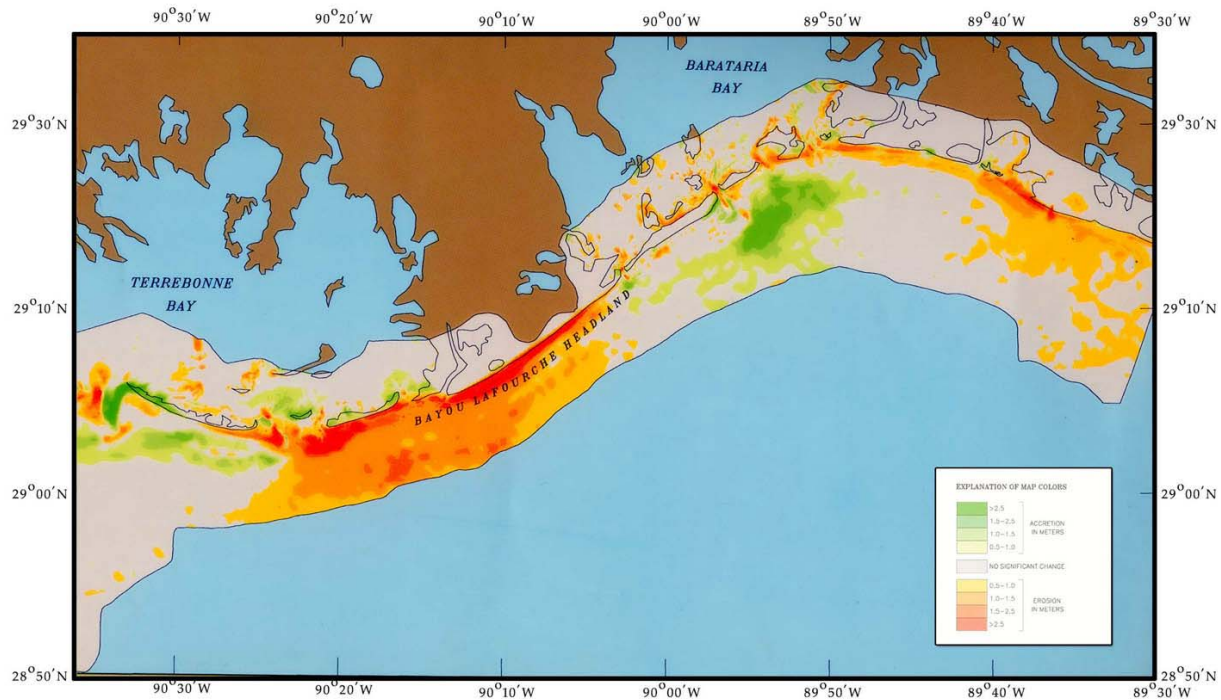 90°30'W 90°20'W 90°10'W 90°00'W 89°50'W 89°40'W 89°30'W
BARATARIA
BAY
29°30'N 29°30'N
TERREBONNE
BAY
29°10'N 29°10'N
BAYOU LAFOURCHE HEADLAND
29°00'N 29°00'N
EXPLANATION OF MAP COLORS
>2.5
1.5-2.5
1.0-1.5
0.5-1.0
ACCRETION
IN METERS
NO SIGNIFICANT CHANGE
0.5-1.0
1.0-1.5
1.5-2.5
>2.5
EROSION
IN METERS
28°50'N 28°50'N
90°30'W 90°20'W 90°10'W 90°00'W 89°50'W 89°40'W 89°30'W